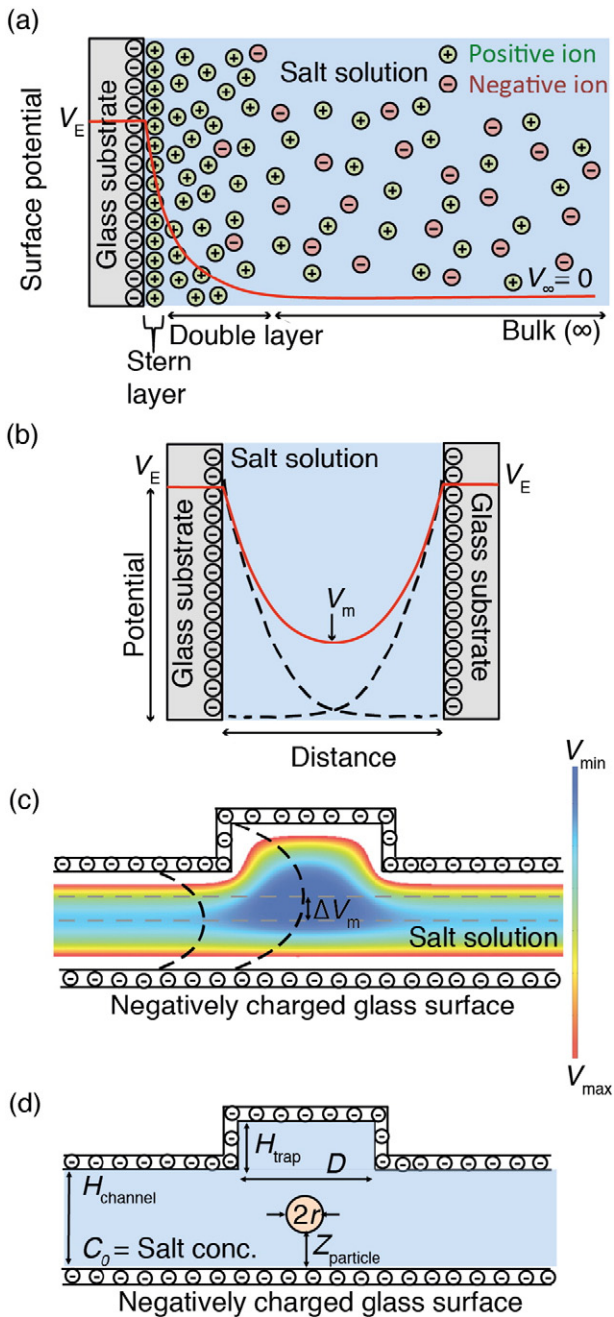 (a)
Positive ion
Salt solution
Negative ion
V_E
Surface potential
Glass substrate
V_∞ = 0
Double layer
Bulk (∞)
Stern
layer
(b)
V_E
Salt solution
V_E
Potential
Glass substrate
V_m
Glass substrate
Distance
(c)
V_min
ΔV_m
Salt solution
Negatively charged glass surface
V_max
(d)
H_trap
D
H_channel
2r
C_0 = Salt conc.
Z_particle
Negatively charged glass surface